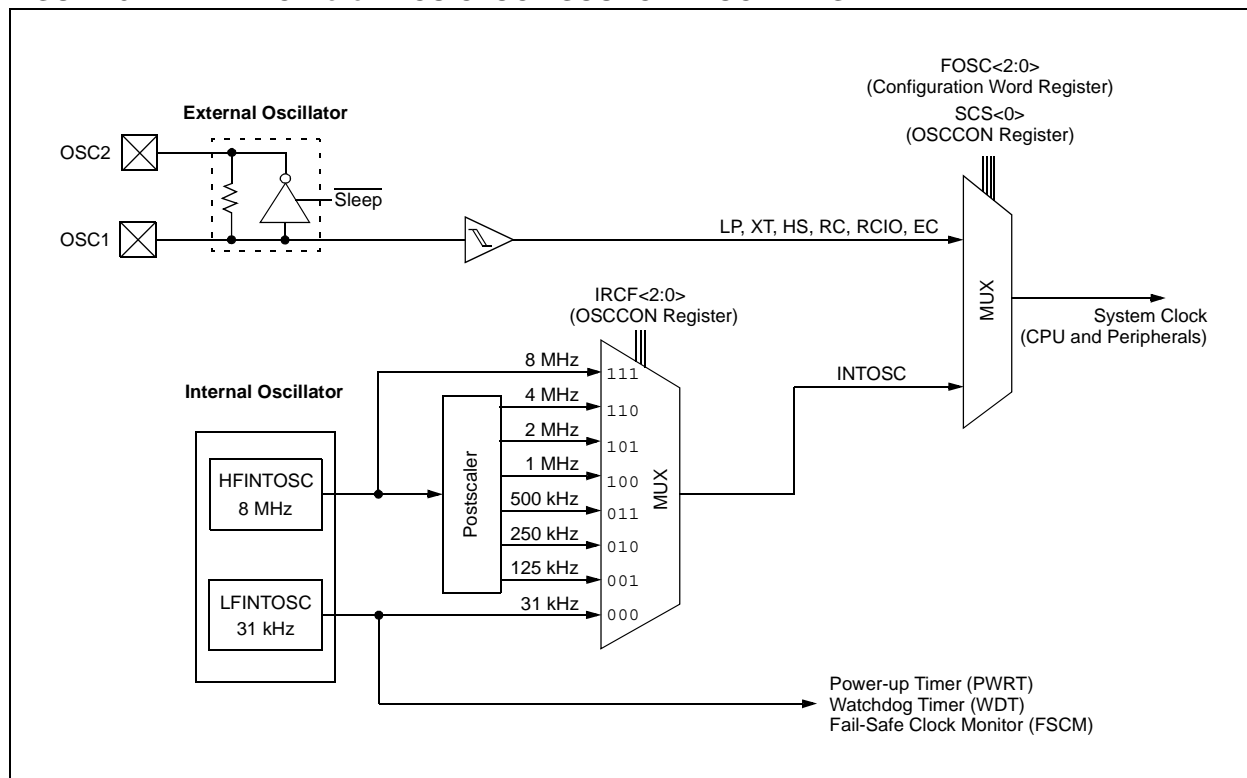 FOSC<2:0>
(Configuration Word Register)
SCS<0>
(OSCCON Register)
External Oscillator
OSC2
Sleep
OSC1
LP, XT, HS, RC, RCIO, EC
MUX
System Clock
(CPU and Peripherals)
IRCF<2:0>
(OSCCON Register)
INTOSC
Internal Oscillator
HFINTOSC
8 MHz
LFINTOSC
31 kHz
Postscaler
8 MHz
111
4 MHz
110
2 MHz
101
1 MHz
100
500 kHz
011
250 kHz
010
125 kHz
001
31 kHz
000
MUX
Power-up Timer (PWRT)
Watchdog Timer (WDT)
Fail-Safe Clock Monitor (FSCM)